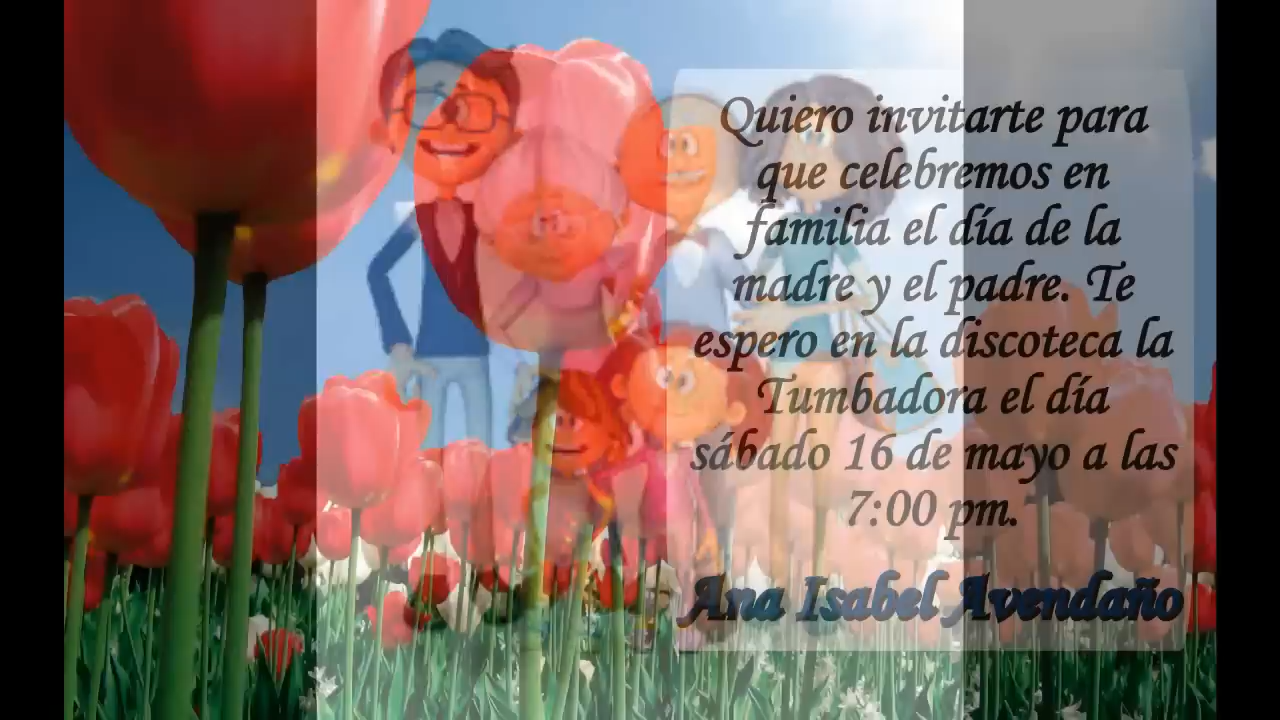 Quiero invitarte para
que celebremos en
familia el día de la
madre y el padre. Te
espero en la discoteca la
Tumbadora el día
sábado 16 de mayo a las
7:00 pm.
Ana Isabel Avendaño